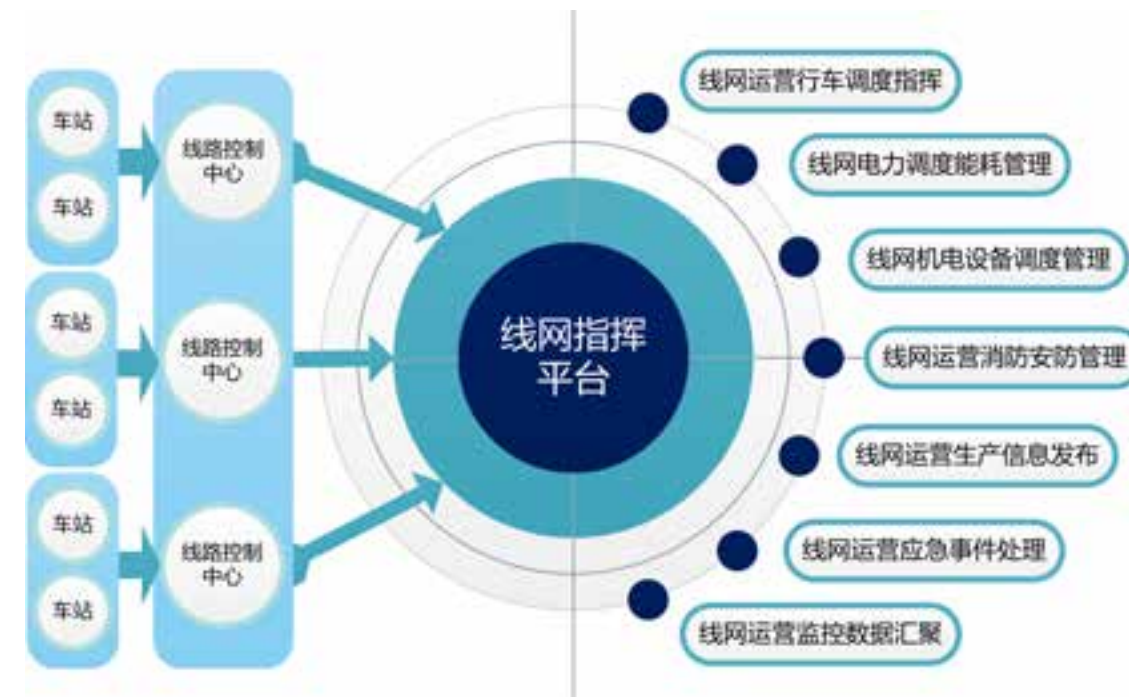 车站
车站
车站
车站
车站
车站
线路控制
中心
线路控制
中心
线路控制
中心
线网指挥
平台
线网运营行车调度指挥
线网电力调度能耗管理
线网机电设备调度管理
线网运营消防安防管理
线网运营生产信息发布
线网运营应急事件处理
线网运营监控数据汇聚